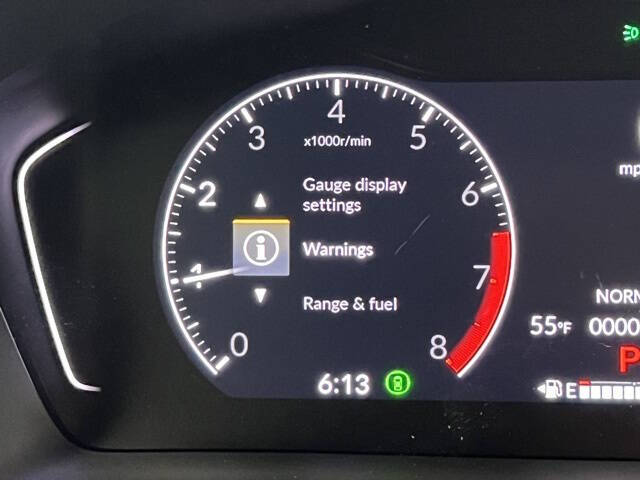 4
3
5
x1000r/min
Gauge display
settings
2
6
mp
i
Warnings
1
7
Range & fuel
NORN
55°F 0000
0
8
P
6:13
E